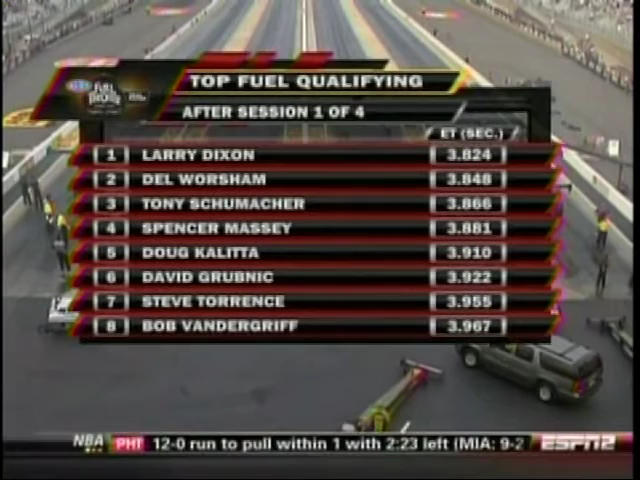 TOP FUEL QUALIFYING
AFTER SESSION 1 OF 4
ET (SEC.)
1 LARRY DIXON 3.824
2 DEL WORSHAM 3.848
3 TONY SCHUMACHER 3.866
4 SPENCER MASSEY 3.881
5 DOUG KALITTA 3.910
6 DAVID GRUBNIC 3.922
7 STEVE TORRENCE 3.955
8 BOB VANDERGRIFF 3.967
NBA PHI 12-0 run to pull within 1 with 2:23 left (MIA: 9-2 ESPN2